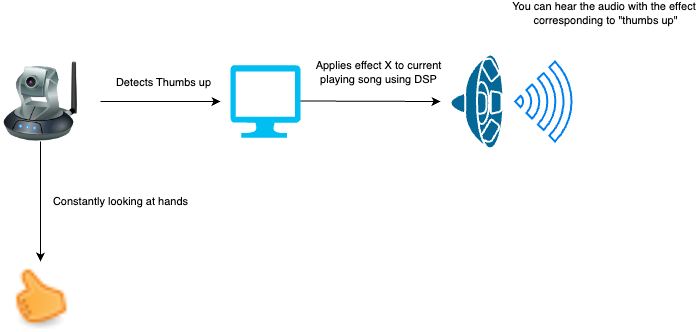 You can hear the audio with the effect
corresponding to "thumbs up"
Applies effect X to current
playing song using DSP
Detects Thumbs up
Constantly looking at hands